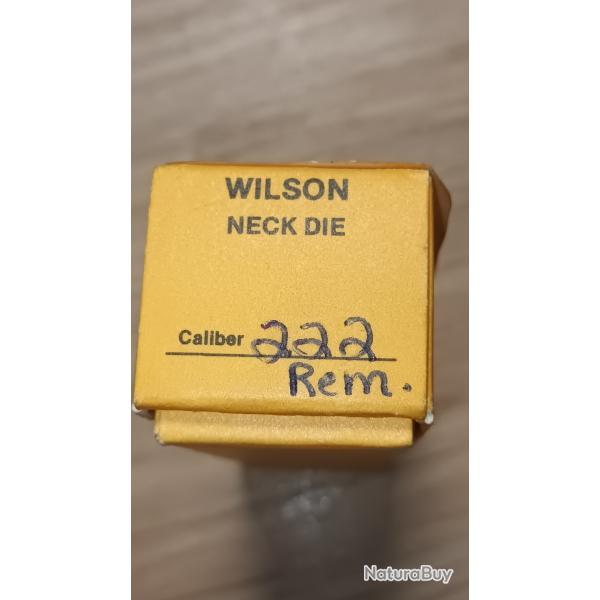 WILSON
NECK DIE
Caliber 222
Rem.
NaturaBuy